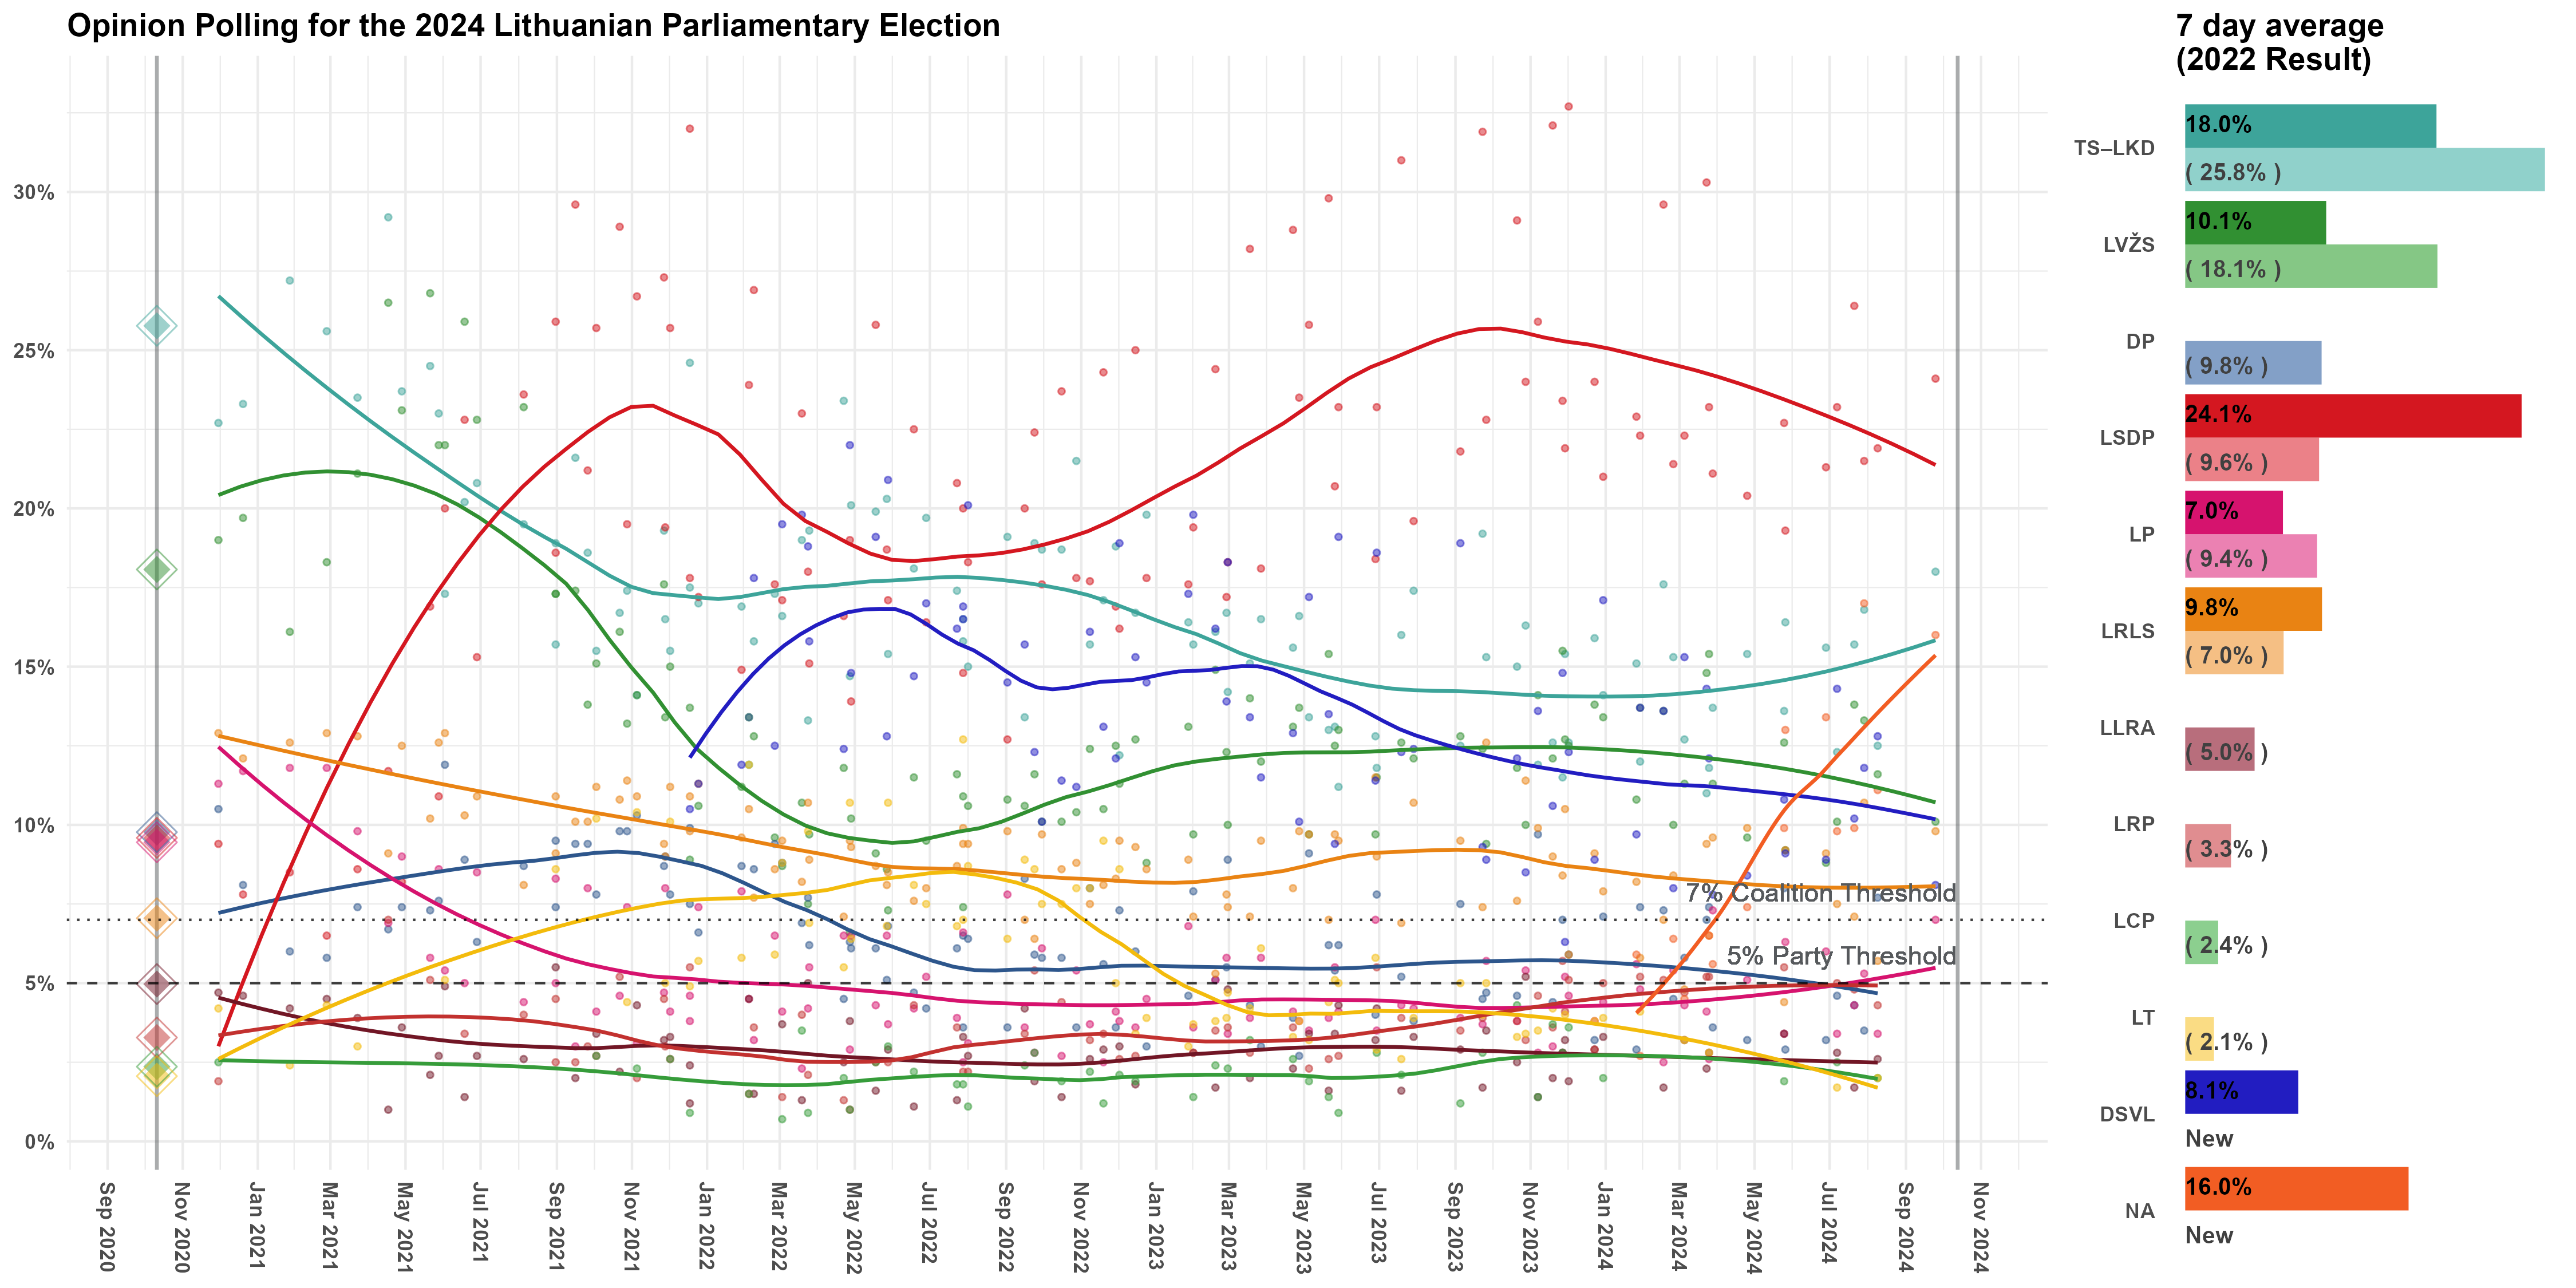 Opinion Polling for the 2024 Lithuanian Parliamentary Election
30%
25%
20%
15%
10%
5%
0%
7% Coalition Threshold
5% Party Threshold
Sep 2020
Nov 2020
Jan 2021
Mar 2021
May 2021
Jul 2021
Sep 2021
Nov 2021
Jan 2022
Mar 2022
May 2022
Jul 2022
Sep 2022
Nov 2022
Jan 2023
Mar 2023
May 2023
Jul 2023
Sep 2023
Nov 2023
Jan 2024
Mar 2024
May 2024
Jul 2024
Sep 2024
Nov 2024
7 day average
(2022 Result)
TS–LKD
18.0%
( 25.8% )
LVŽS
10.1%
( 18.1% )
DP
( 9.8% )
LSDP
24.1%
( 9.6% )
LP
7.0%
( 9.4% )
LRLS
9.8%
( 7.0% )
LLRA
( 5.0% )
LRP
( 3.3% )
LCP
( 2.4% )
LT
( 2.1% )
DSVL
8.1%
New
NA
16.0%
New